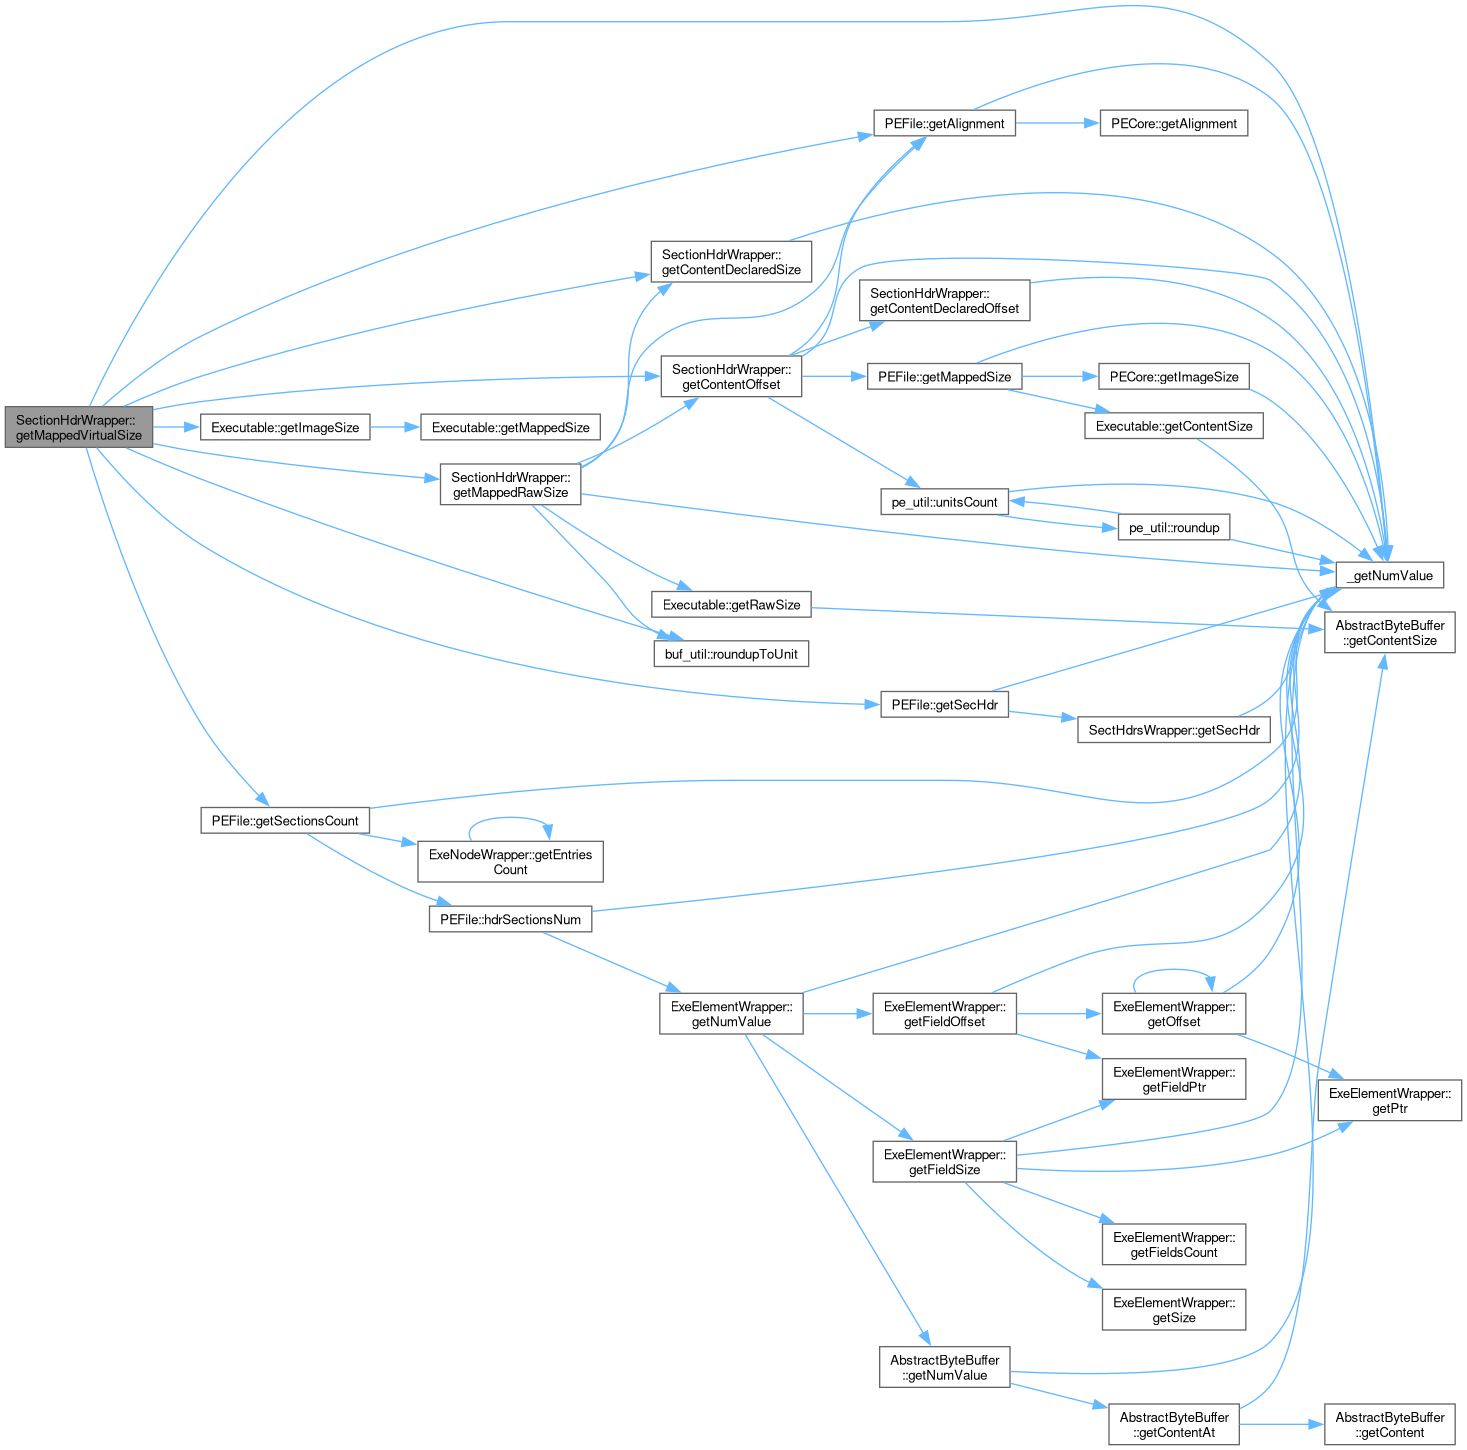 PEFile::getAlignment
PECore::getAlignment
SectionHdrWrapper::
getContentDeclaredSize
SectionHdrWrapper::
getContentDeclaredOffset
SectionHdrWrapper::
getContentOffset
PEFile::getMappedSize
PECore::getImageSize
SectionHdrWrapper::
getMappedVirtualSize
Executable::getImageSize
Executable::getMappedSize
Executable::getContentSize
SectionHdrWrapper::
getMappedRawSize
pe_util::unitsCount
pe_util::roundup
_getNumValue
Executable::getRawSize
AbstractByteBuffer
::getContentSize
buf_util::roundupToUnit
PEFile::getSecHdr
SectHdrsWrapper::getSecHdr
PEFile::getSectionsCount
ExeNodeWrapper::getEntries
Count
PEFile::hdrSectionsNum
ExeElementWrapper::
getNumValue
ExeElementWrapper::
getFieldOffset
ExeElementWrapper::
getOffset
ExeElementWrapper::
getFieldPtr
ExeElementWrapper::
getPtr
ExeElementWrapper::
getFieldSize
ExeElementWrapper::
getFieldsCount
ExeElementWrapper::
getSize
AbstractByteBuffer
::getNumValue
AbstractByteBuffer
::getContentAt
AbstractByteBuffer
::getContent